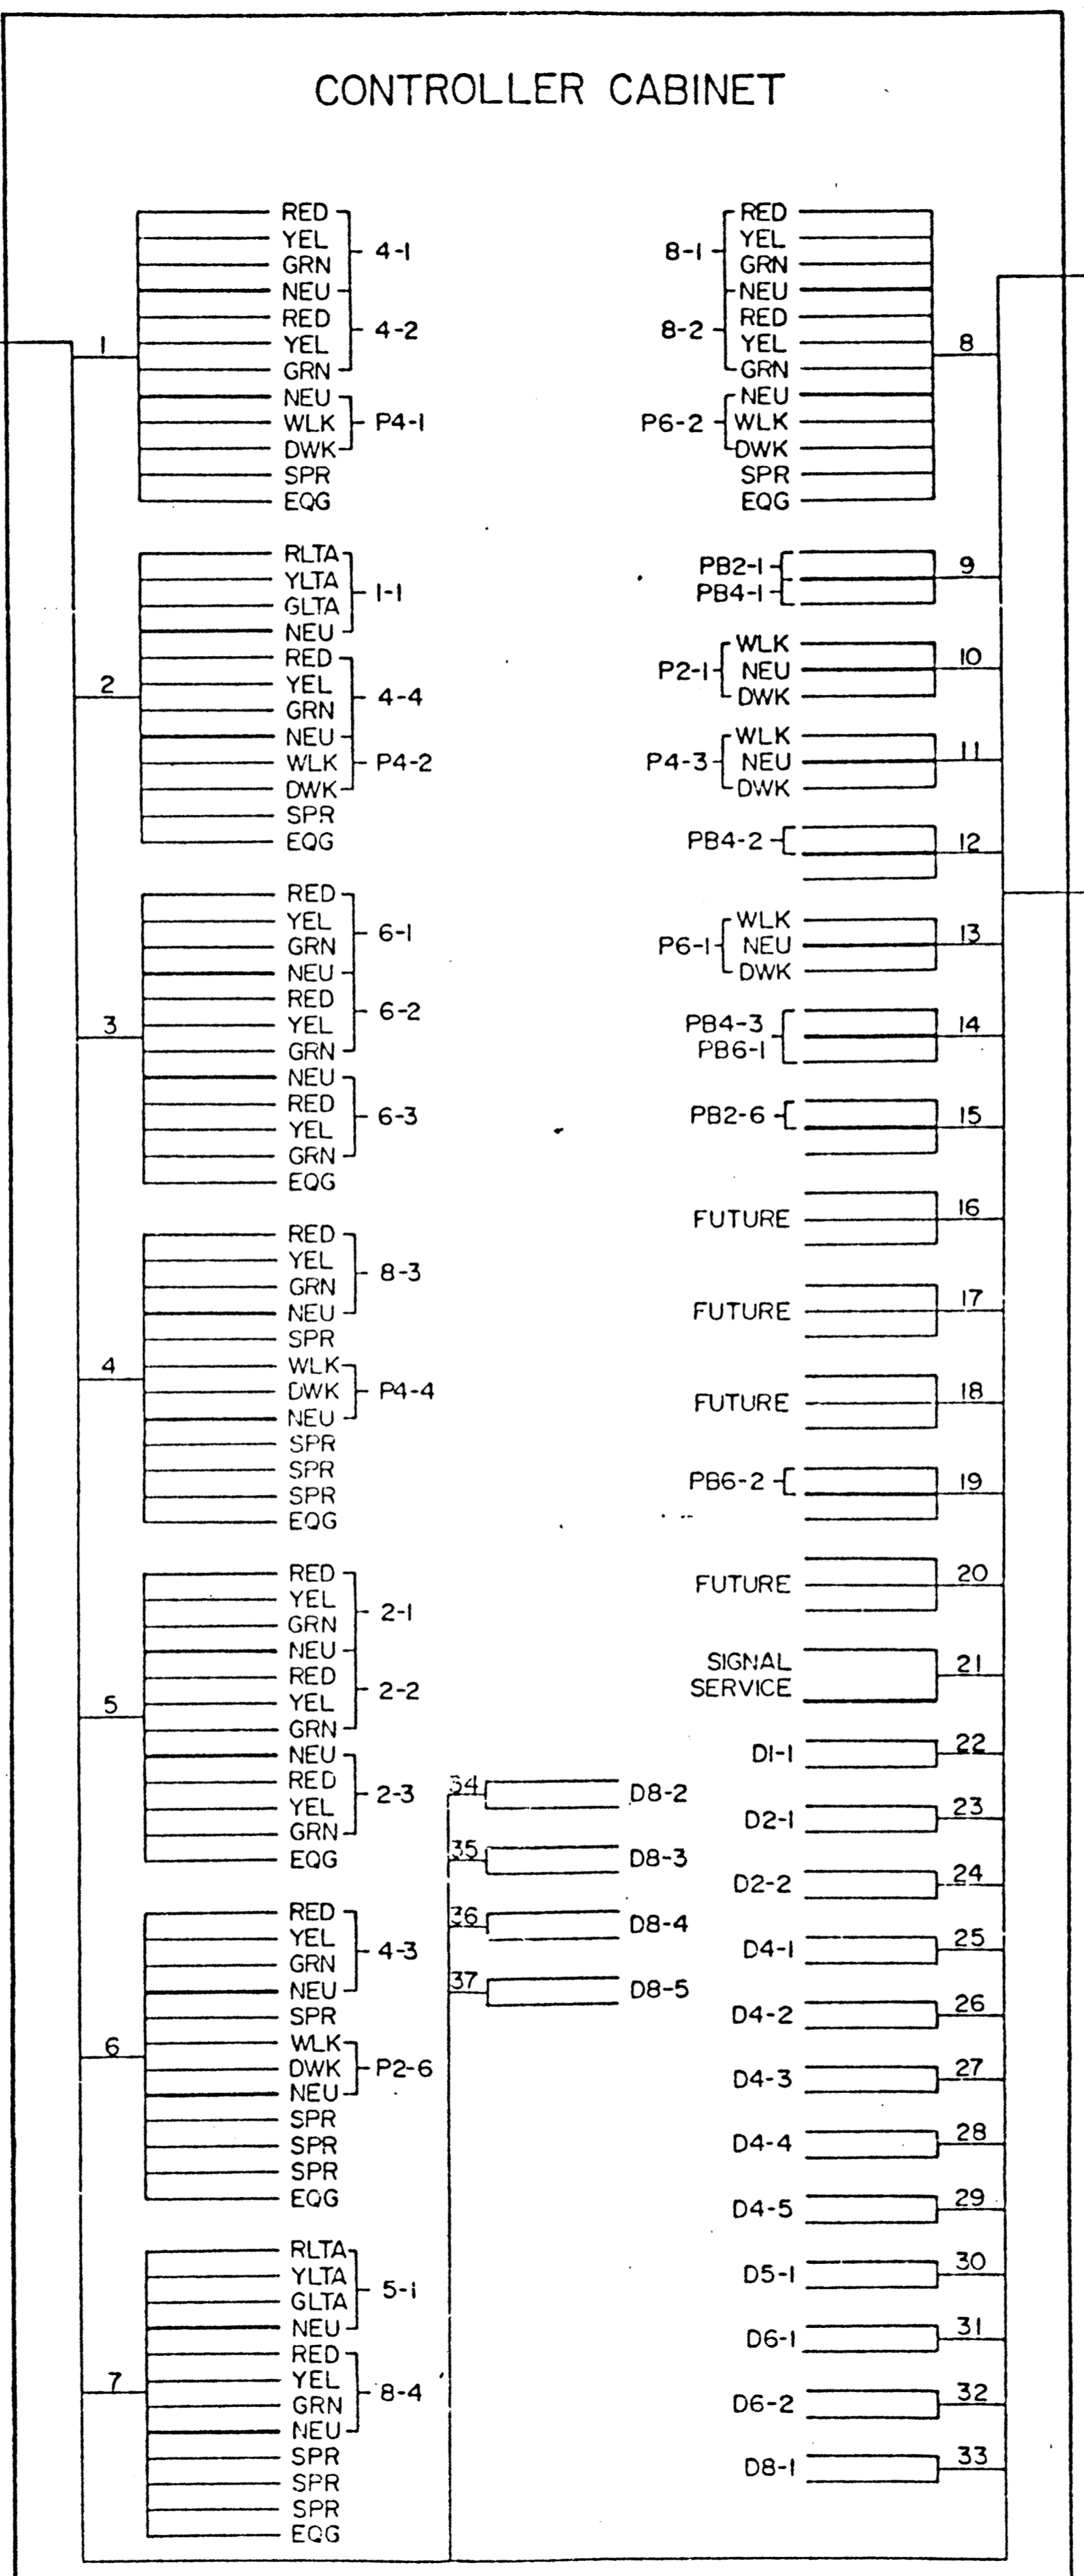 CONTROLLER CABINET
1
RED
YEL
4-1
GRN
NEU
RED
4-2
YEL
GRN
NEU
WLK
P4-1
DWK
SPR
EQG
2
RLTA
YLTA
1-1
GLTA
NEU
RED
YEL
4-4
GRN
NEU
WLK
P4-2
DWK
SPR
EQG
3
RED
YEL
6-1
GRN
NEU
RED
6-2
YEL
GRN
NEU
RED
6-3
YEL
GRN
EQG
4
RED
YEL
8-3
GRN
NEU
SPR
WLK
DWK
P4-4
NEU
SPR
SPR
SPR
EQG
5
RED
YEL
2-1
GRN
NEU
RED
2-2
YEL
GRN
NEU
RED
2-3
YEL
GRN
EQG
6
RED
YEL
4-3
GRN
NEU
SPR
WLK
DWK
P2-6
NEU
SPR
SPR
SPR
EQG
7
RLTA
YLTA
5-1
GLTA
NEU
RED
YEL
8-4
GRN
NEU
SPR
SPR
SPR
EQG
34 D8-2
35 D8-3
36 D8-4
37 D8-5
RED
YEL
8-1
GRN
NEU
RED
8-2
YEL
8
GRN
NEU
P6-2
WLK
DWK
SPR
EQG
PB2-1
9
PB4-1
WLK
P2-1
NEU
10
DWK
WLK
P4-3
NEU
11
DWK
PB4-2
12
WLK
P6-1
NEU
13
DWK
PB4-3
14
PB6-1
PB2-6
15
FUTURE
16
FUTURE
17
FUTURE
18
PB6-2
19
FUTURE
20
SIGNAL
SERVICE
21
D1-1 22
D2-1 23
D2-2 24
D4-1 25
D4-2 26
D4-3 27
D4-4 28
D4-5 29
D5-1 30
D6-1 31
D6-2 32
D8-1 33